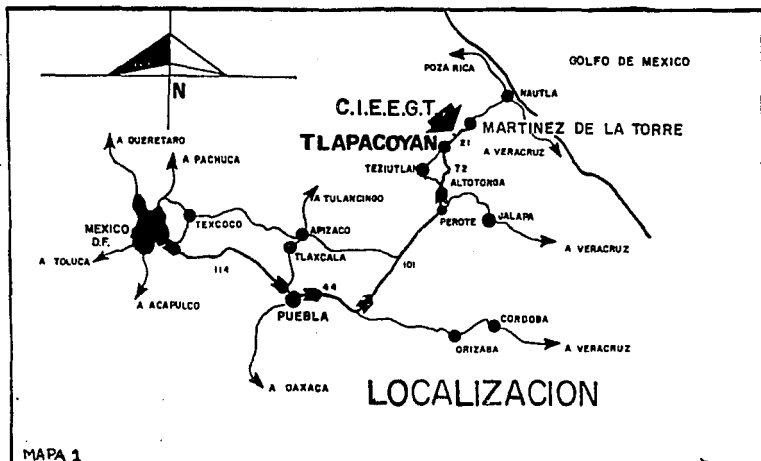 GOLFO DE MEXICO
POZA RICA
NAUTLA
N
C.I.E.E.G.T.
MARTINEZ DE LA TORRE
TLAPACOYAN
21
A VERACRUZ
A QUERETARO
A PACHUCA
TEZIUTLAN
72
ALTOTONGA
A TULANCINGO
MEXICO
D.F.
TEXCOCO
APIZACO
PEROTE
JALAPA
TLAXCALA
A VERACRUZ
A TOLUCA
114
101
A ACAPULCO
44
PUEBLA
CORDOBA
ORIZABA
A VERACRUZ
A OAXACA
LOCALIZACION
MAPA 1